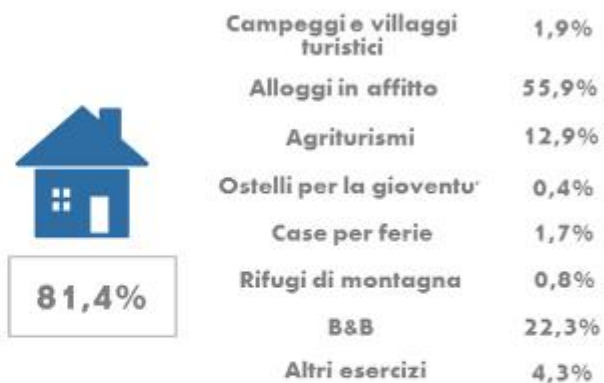 Campeggi e villaggi
turistici 1,9%
Alloggi in affitto 55,9%
Agriturismi 12,9%
Ostelli per la gioventu' 0,4%
Case per ferie 1,7%
Rifugi di montagna 0,8%
B&B 22,3%
Altri esercizi 4,3%
81,4%